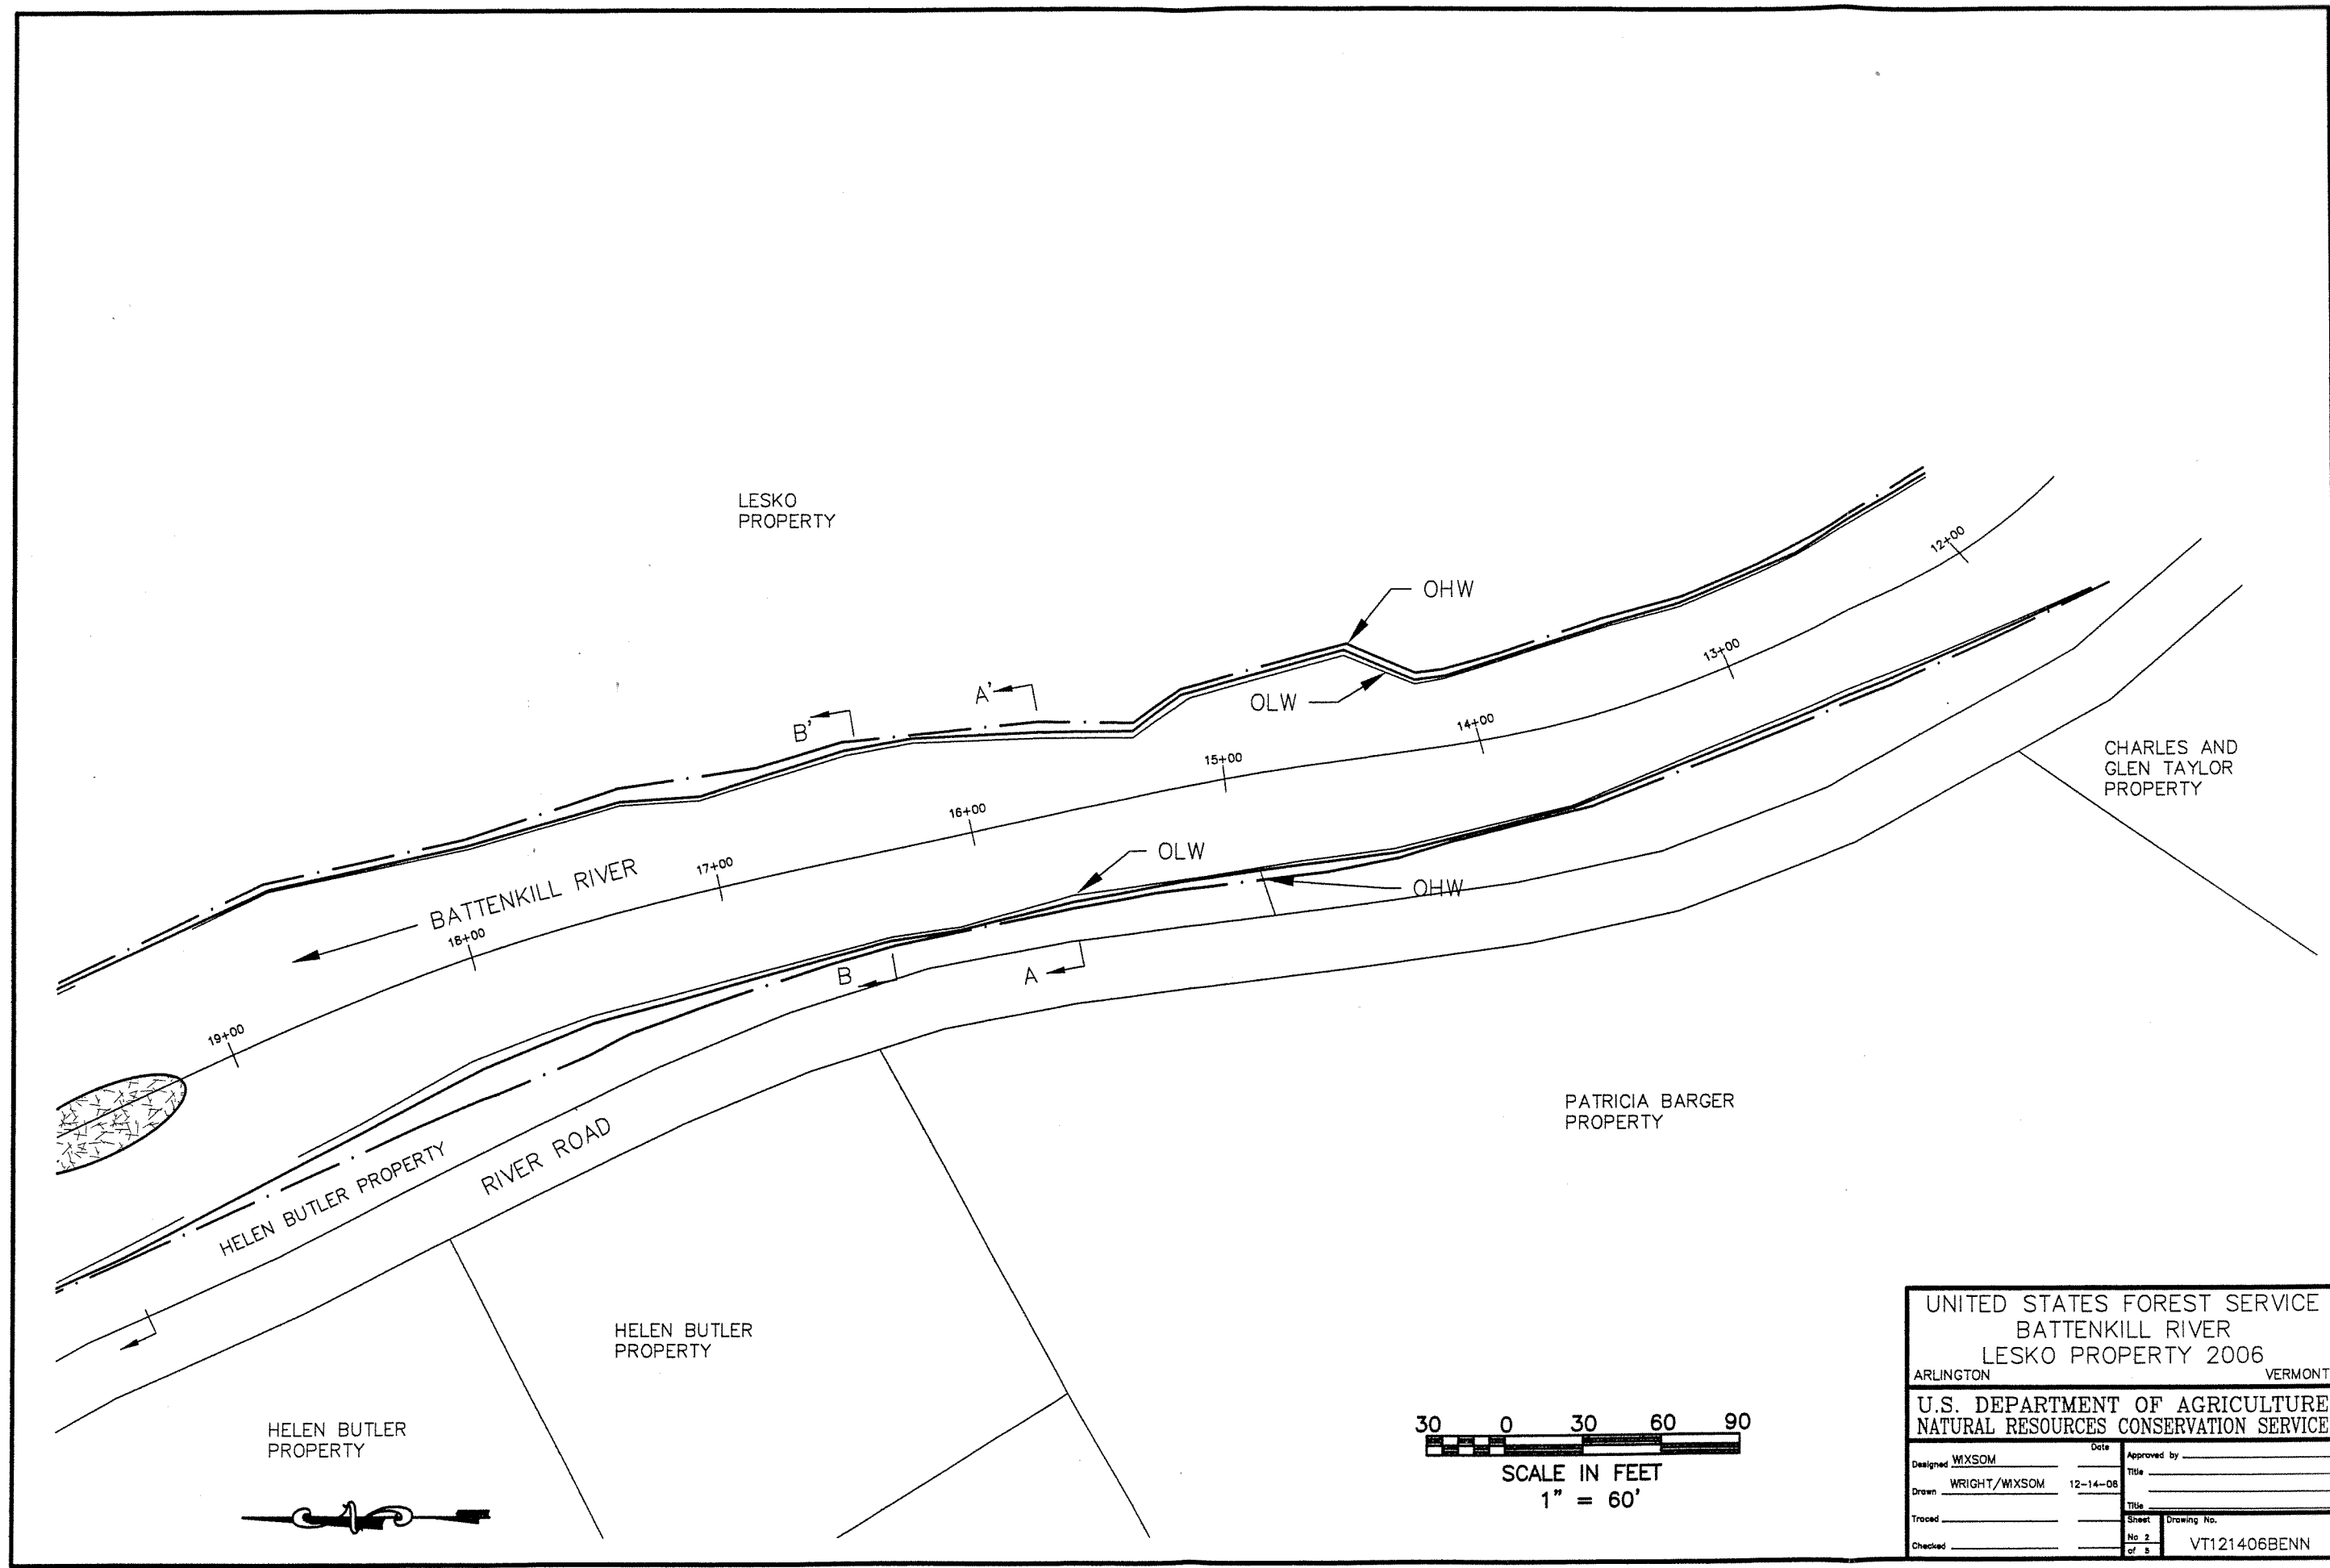 LESKO
PROPERTY
12+00
OHW
13+00
A'
OLW
B'
14+00
15+00
CHARLES AND
GLEN TAYLOR
PROPERTY
16+00
OLW
17+00
BATTENKILL RIVER
OHW
18+00
B
A
19+00
PATRICIA BARGER
PROPERTY
RIVER ROAD
HELEN BUTLER PROPERTY
HELEN BUTLER
PROPERTY
HELEN BUTLER
PROPERTY
30 0 30 60 90
SCALE IN FEET
1" = 60'
UNITED STATES FOREST SERVICE
BATTENKILL RIVER
LESKO PROPERTY 2006
ARLINGTON VERMONT
U.S. DEPARTMENT OF AGRICULTURE
NATURAL RESOURCES CONSERVATION SERVICE
Date
Designed WIXSOM
Drawn WRIGHT/WIXSOM 12-14-06
Traced
Checked
Approved by
Title
Title
Sheet
No 2
of 3
Drawing No.
VT121406BENN